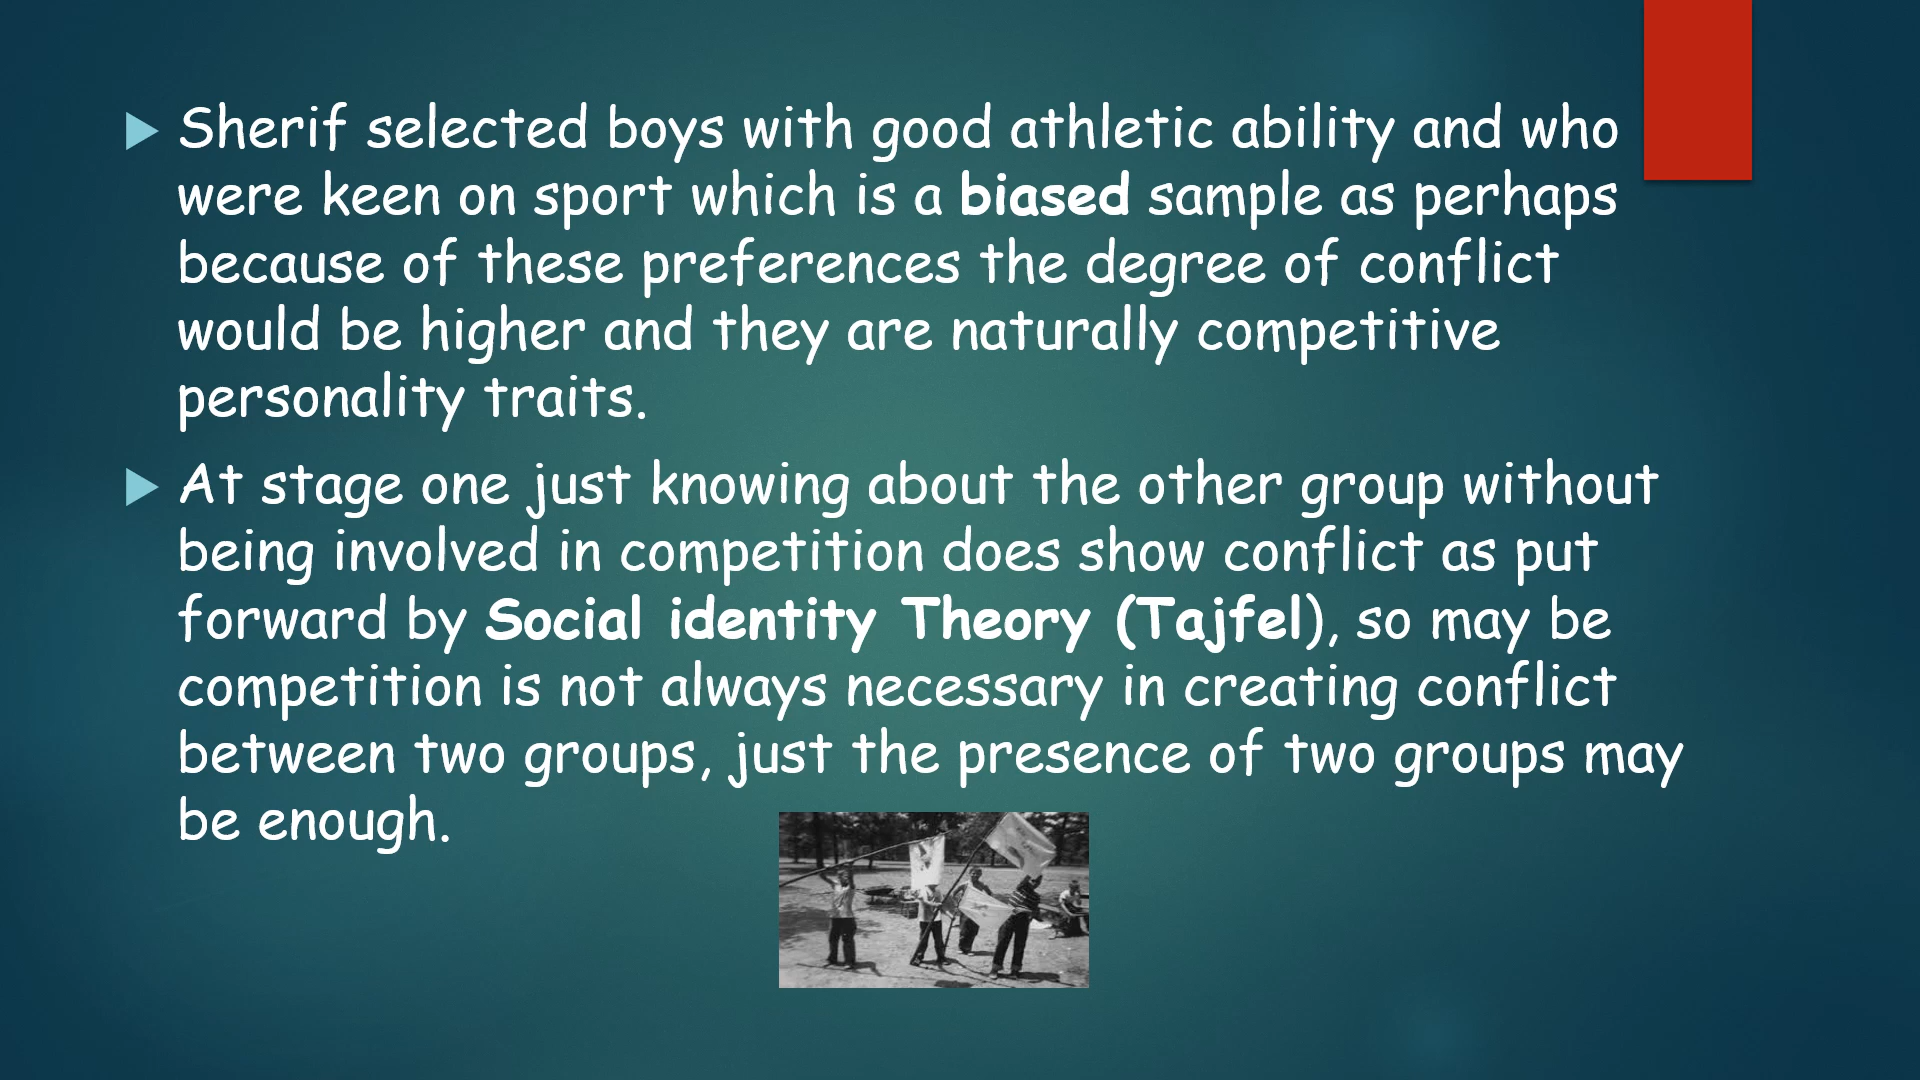 Sherif selected boys with good athletic ability and who
were keen on sport which is a biased sample as perhaps
because of these preferences the degree of conflict
would be higher and they are naturally competitive
personality traits.
At stage one just knowing about the other group without
being involved in competition does show conflict as put
forward by Social identity Theory (Tajfel), so may be
competition is not always necessary in creating conflict
between two groups, just the presence of two groups may
be enough.